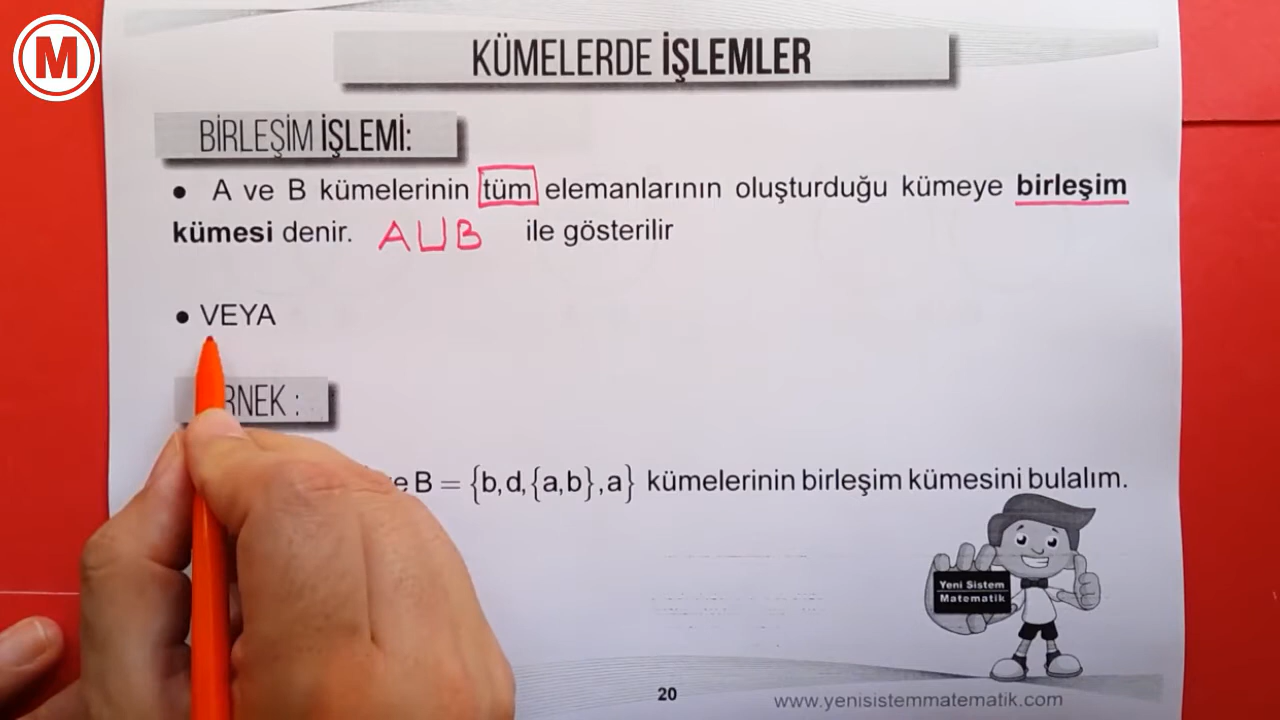 M
KÜMELERDE İŞLEMLER
BİRLEŞİM İŞLEMİ:
• A ve B kümelerinin tüm elemanlarının oluşturduğu kümeye birleşim
kümesi denir. A∪B ile gösterilir
• VEYA
RNEK :
B = {b,d,{a,b},a} kümelerinin birleşim kümesini bulalım.
Yeni Sistem
Matematik
20
www.yenisistemmatematik.com